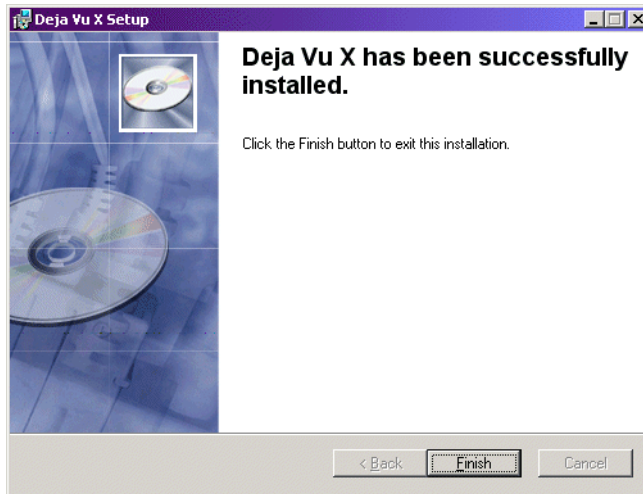 Deja Vu X Setup
Deja Vu X has been successfully
installed.
Click the Finish button to exit this installation.
< Back
Finish
Cancel